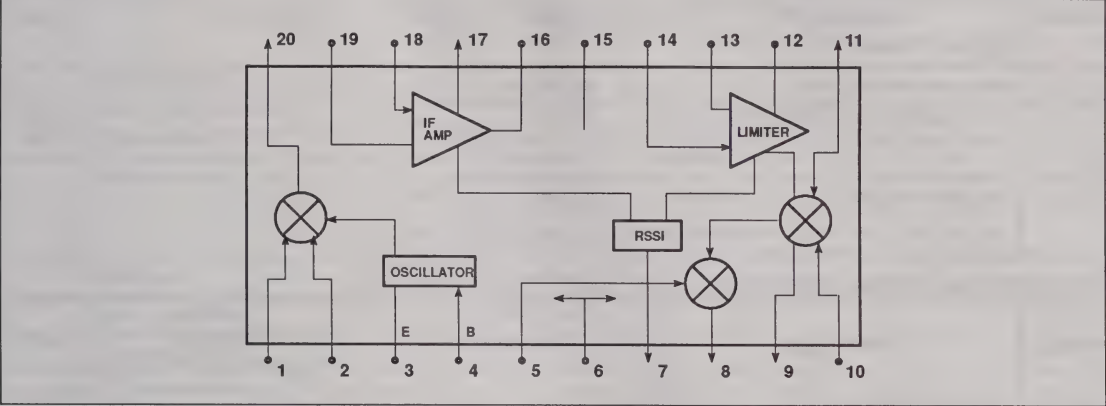 20 19 18 17 16 15 14 13 12 11
IF
AMP
LIMITER
RSSI
OSCILLATOR
E B
1 2 3 4 5 6 7 8 9 10